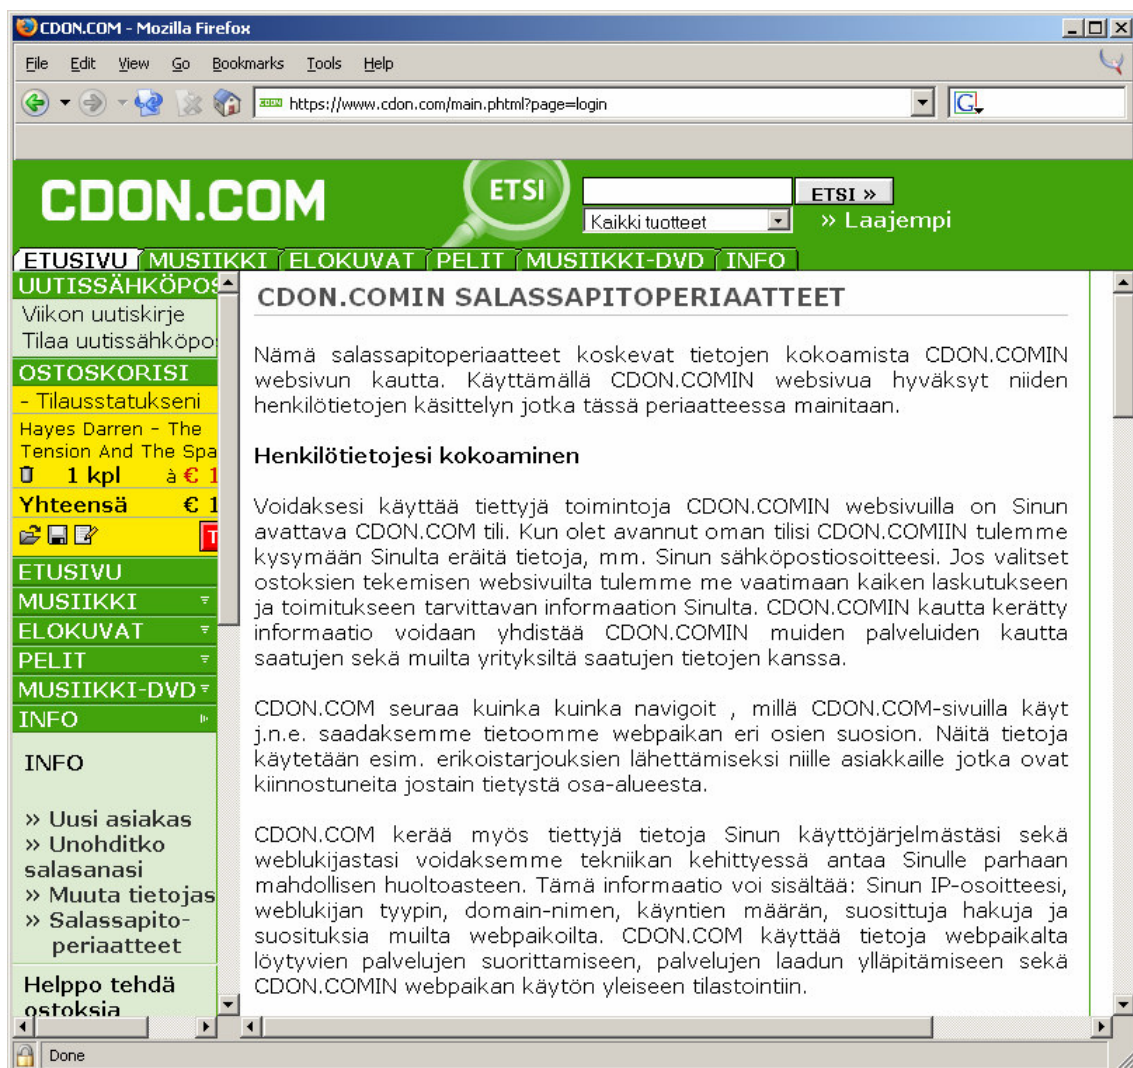 CDON.COM - Mozilla Firefox
File Edit View Go Bookmarks Tools Help
https://www.cdon.com/main.phtml?page=login
G
CDON.COM
ETSI
ETSI »
Kaikki tuotteet
» Laajempi
ETUSIVU MUSIIKKI ELOKUVAT PELIT MUSIIKKI-DVD INFO
UUTISSÄHKÖPOS
Viikon uutiskirje
Tilaa uutissähköpo
OSTOSKORISI
- Tilausstatukseni
Hayes Darren - The
Tension And The Spa
1 kpl à € 1
Yhteensä € 1
T
ETUSIVU
MUSIIKKI
ELOKUVAT
PELIT
MUSIIKKI-DVD
INFO
INFO
» Uusi asiakas
» Unohditko
salasanasi
» Muuta tietojas
» Salassapito-
periaatteet
Helppo tehdä
ostoksia
CDON.COMIN SALASSAPITOPERIAATTEET
Nämä salassapitoperiaatteet koskevat tietojen kokoamista CDON.COMIN
websivun kautta. Käyttämällä CDON.COMIN websivua hyväksyt niiden
henkilötietojen käsittelyn jotka tässä periaatteessa mainitaan.
Henkilötietojesi kokoaminen
Voidaksesi käyttää tiettyjä toimintoja CDON.COMIN websivuilla on Sinun
avattava CDON.COM tili. Kun olet avannut oman tilisi CDON.COMIIN tulemme
kysymään Sinulta eräitä tietoja, mm. Sinun sähköpostiosoitteesi. Jos valitset
ostoksien tekemisen websivuilta tulemme me vaatimaan kaiken laskutukseen
ja toimitukseen tarvittavan informaation Sinulta. CDON.COMIN kautta kerätty
informaatio voidaan yhdistää CDON.COMIN muiden palveluiden kautta
saatujen sekä muilta yrityksiltä saatujen tietojen kanssa.
CDON.COM seuraa kuinka kuinka navigoit , millä CDON.COM-sivuilla käyt
j.n.e. saadaksemme tietoomme webpaikan eri osien suosion. Näitä tietoja
käytetään esim. erikoistarjouksien lähettämiseksi niille asiakkaille jotka ovat
kiinnostuneita jostain tietystä osa-alueesta.
CDON.COM kerää myös tiettyjä tietoja Sinun käyttöjärjelmästäsi sekä
weblukijastasi voidaksemme tekniikan kehittyessä antaa Sinulle parhaan
mahdollisen huoltoasteen. Tämä informaatio voi sisältää: Sinun IP-osoitteesi,
weblukijan tyypin, domain-nimen, käyntien määrän, suosittuja hakuja ja
suosituksia muilta webpaikoilta. CDON.COM käyttää tietoja webpaikalta
löytyvien palvelujen suorittamiseen, palvelujen laadun ylläpitämiseen sekä
CDON.COMIN webpaikan käytön yleiseen tilastointiin.
Done